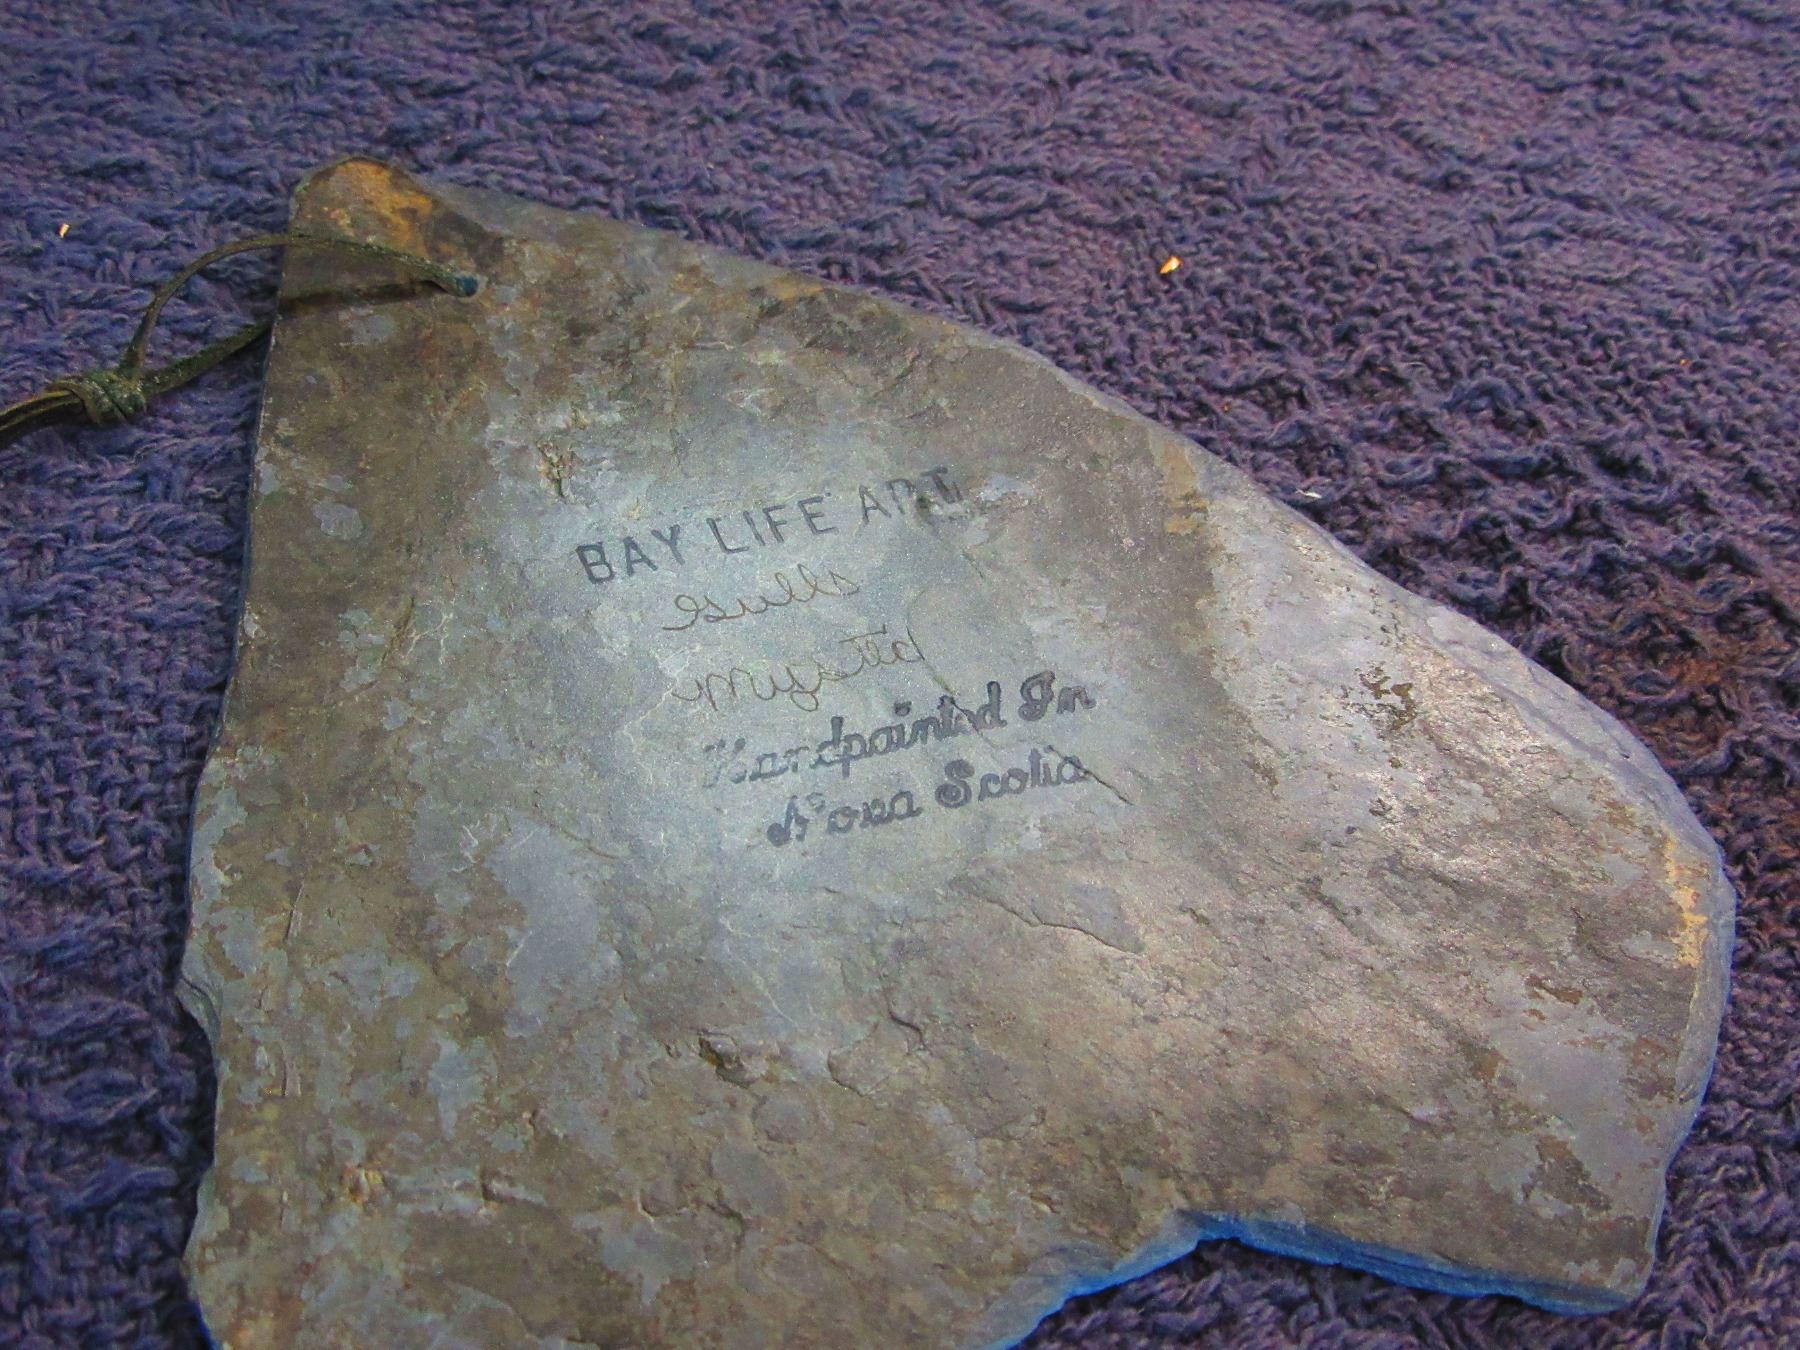 BAY LIFE ART
Gulls
Handpainted In
Nova Scotia